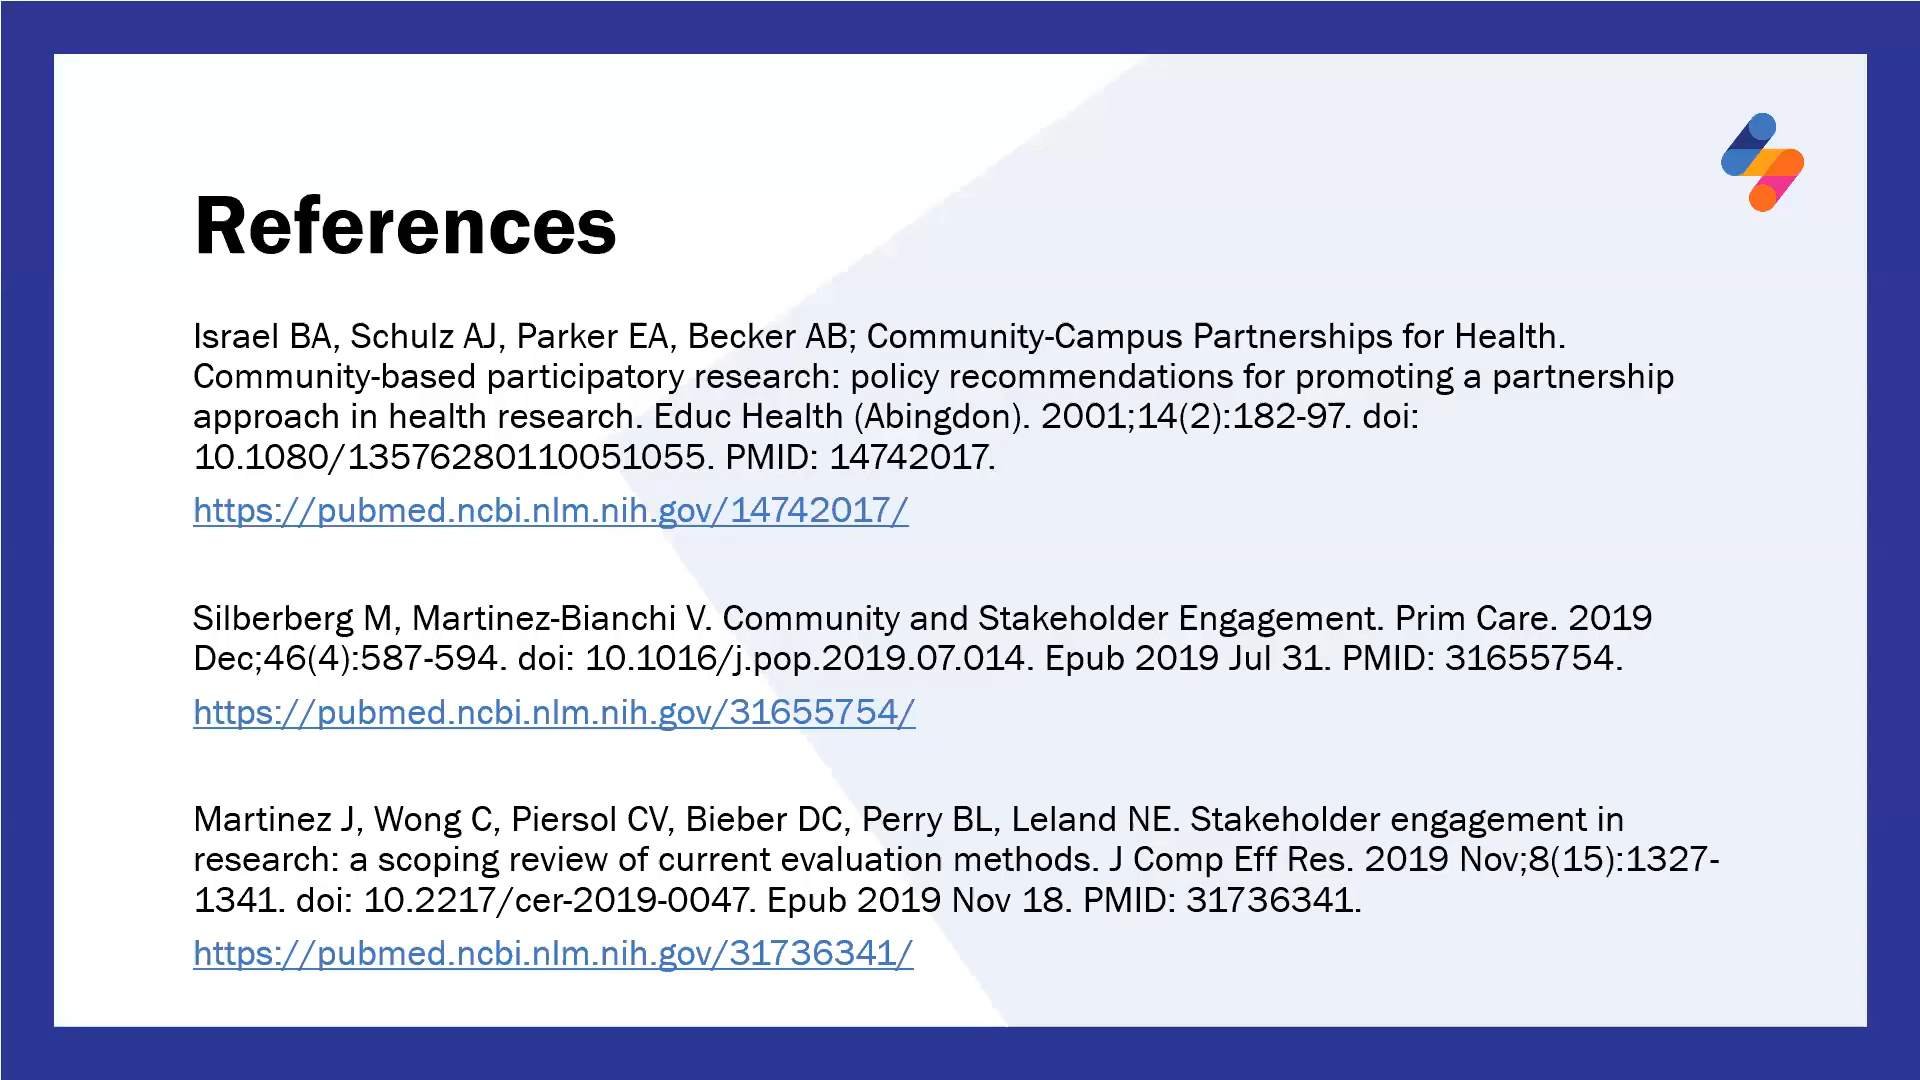 References
Israel BA, Schulz AJ, Parker EA, Becker AB; Community-Campus Partnerships for Health.
Community-based participatory research: policy recommendations for promoting a partnership
approach in health research. Educ Health (Abingdon). 2001;14(2):182-97. doi:
10.1080/13576280110051055. PMID: 14742017.
https://pubmed.ncbi.nlm.nih.gov/14742017/
Silberberg M, Martinez-Bianchi V. Community and Stakeholder Engagement. Prim Care. 2019
Dec;46(4):587-594. doi: 10.1016/j.pop.2019.07.014. Epub 2019 Jul 31. PMID: 31655754.
https://pubmed.ncbi.nlm.nih.gov/31655754/
Martinez J, Wong C, Piersol CV, Bieber DC, Perry BL, Leland NE. Stakeholder engagement in
research: a scoping review of current evaluation methods. J Comp Eff Res. 2019 Nov;8(15):1327-
1341. doi: 10.2217/cer-2019-0047. Epub 2019 Nov 18. PMID: 31736341.
https://pubmed.ncbi.nlm.nih.gov/31736341/